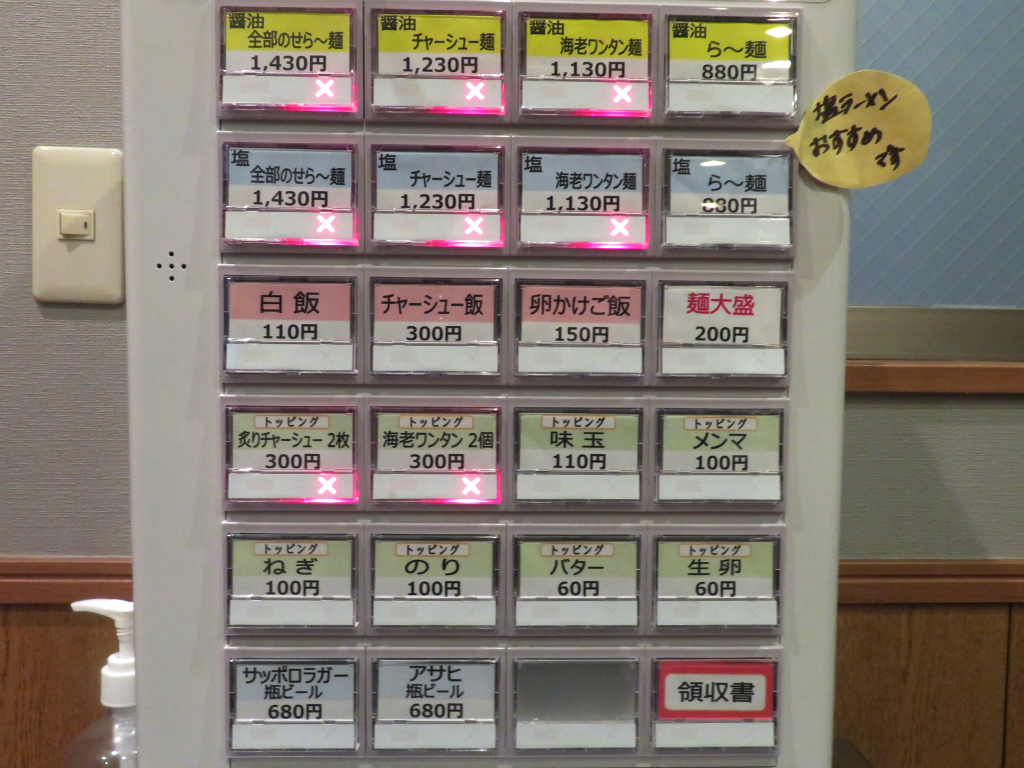 醤油
全部のせら～麺
1,430円
×
醤油
チャーシュー麺
1,230円
×
醤油
海老ワンタン麺
1,130円
×
醤油
ら～麺
880円
塩ラーメン
おすすめ
です
塩
全部のせら～麺
1,430円
×
塩
チャーシュー麺
1,230円
×
塩
海老ワンタン麺
1,130円
×
塩
ら～麺
880円
白飯
110円
チャーシュー飯
300円
卵かけご飯
150円
麺大盛
200円
トッピング
炙りチャーシュー 2枚
300円
×
トッピング
海老ワンタン 2個
300円
×
トッピング
味玉
110円
トッピング
メンマ
100円
トッピング
ねぎ
100円
トッピング
のり
100円
トッピング
バター
60円
トッピング
生卵
60円
サッポロラガー
瓶ビール
680円
アサヒ
瓶ビール
680円
領収書